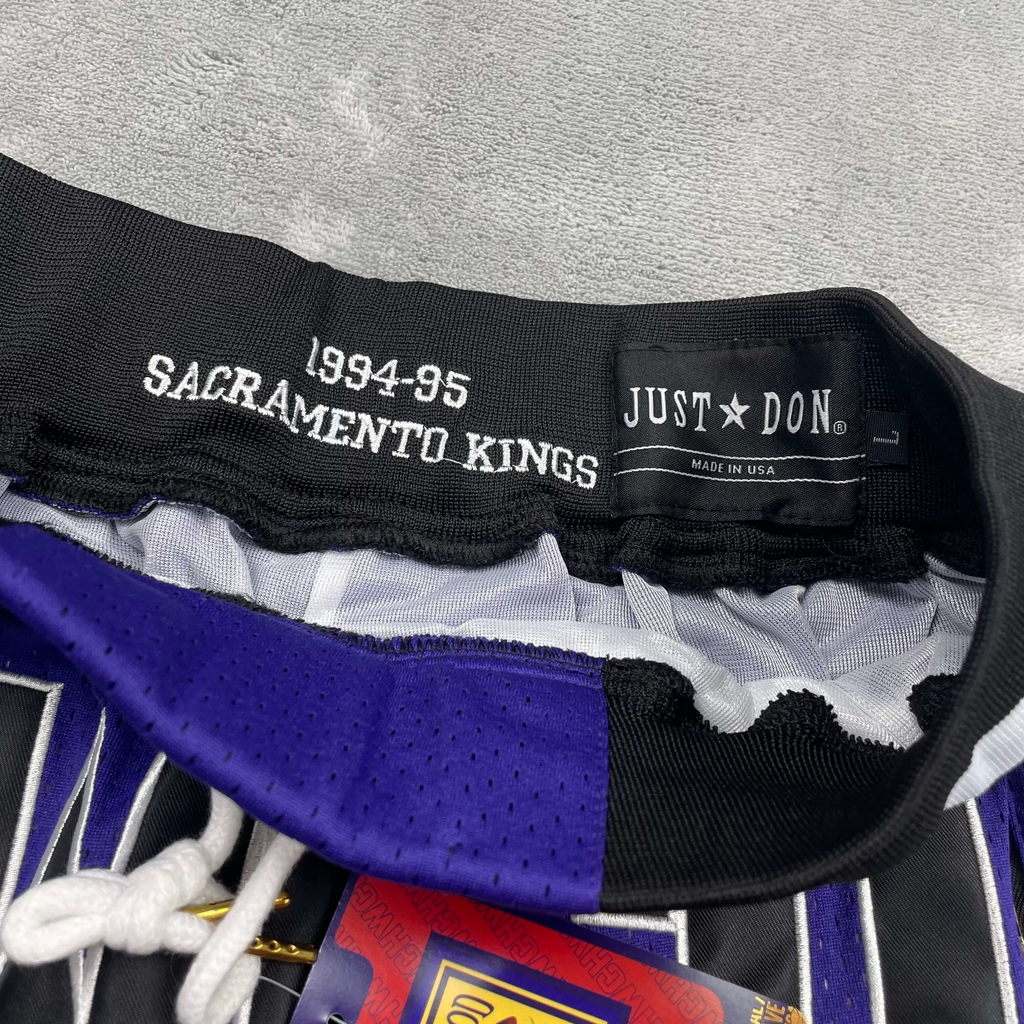 1994-95
SACRAMENTO KINGS
JUST ★ DON®
MADE IN USA
L